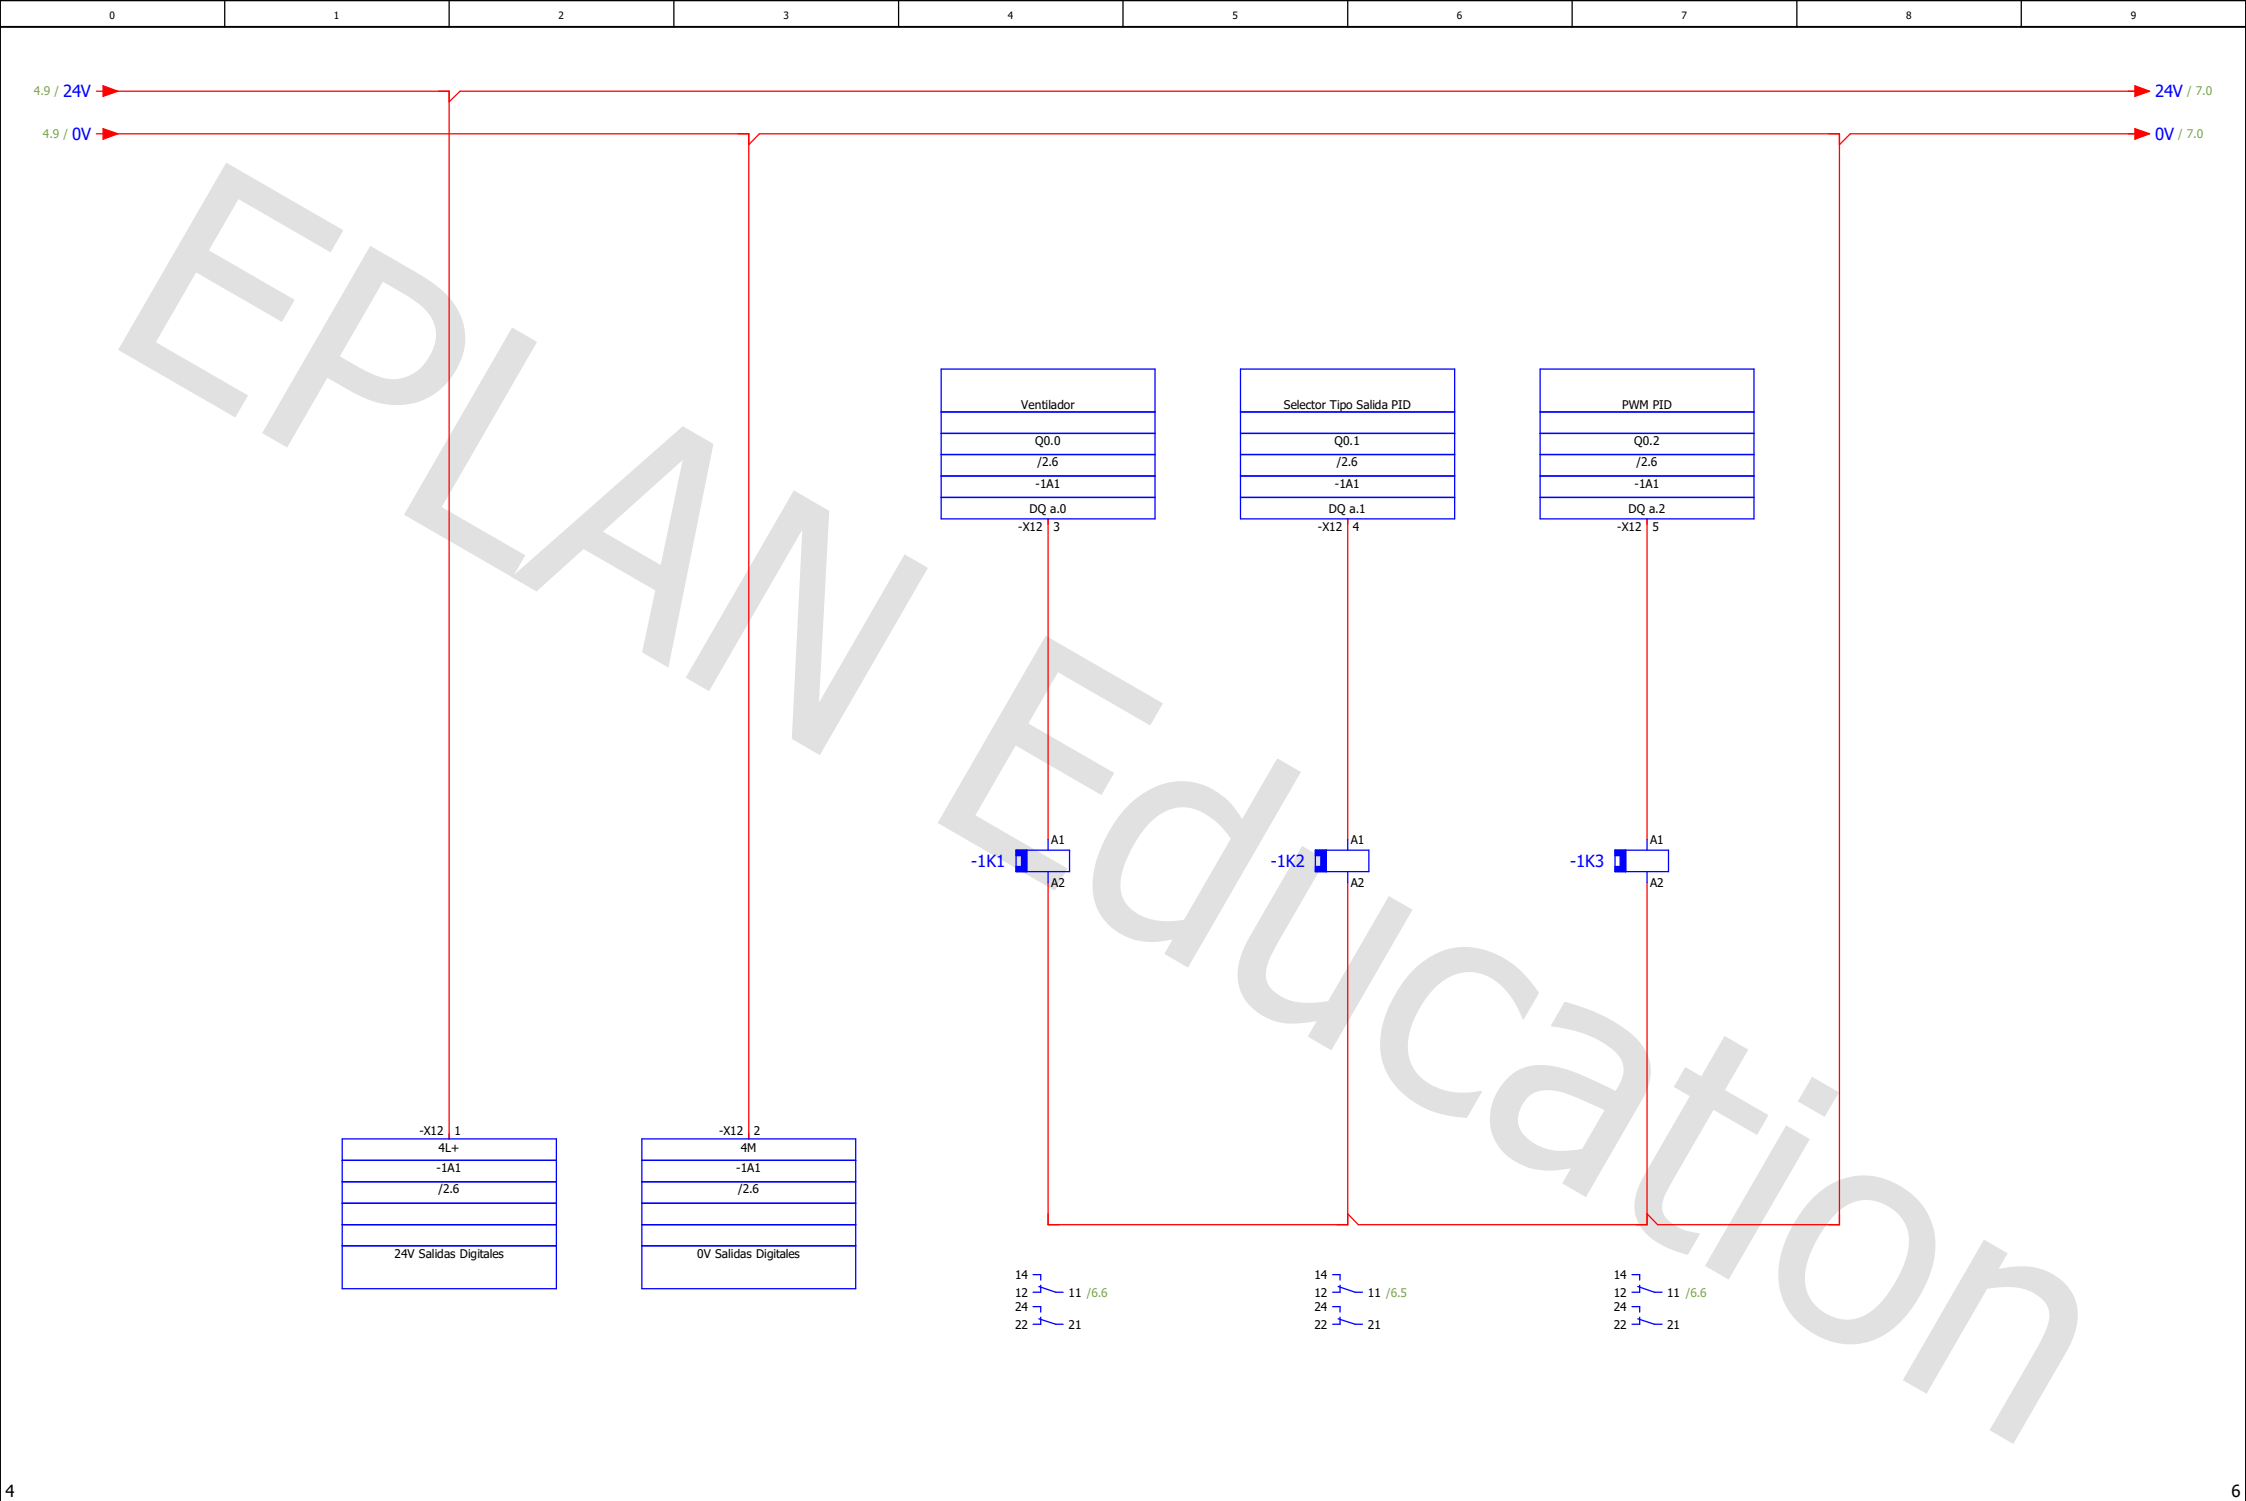 0 1 2 3 4 5 6 7 8 9
4.9 / 24V 24V / 7.0
4.9 / 0V 0V / 7.0
EPLAN Education
Ventilador
Q0.0
/2.6
-1A1
DQ a.0
-X12 3
Selector Tipo Salida PID
Q0.1
/2.6
-1A1
DQ a.1
-X12 4
PWM PID
Q0.2
/2.6
-1A1
DQ a.2
-X12 5
A1
-1K1
A2
A1
-1K2
A2
A1
-1K3
A2
-X12 1
4L+
-1A1
/2.6
24V Salidas Digitales
-X12 2
4M
-1A1
/2.6
0V Salidas Digitales
14
12 11 /6.6
24
22 21
14
12 11 /6.5
24
22 21
14
12 11 /6.6
24
22 21
4 6